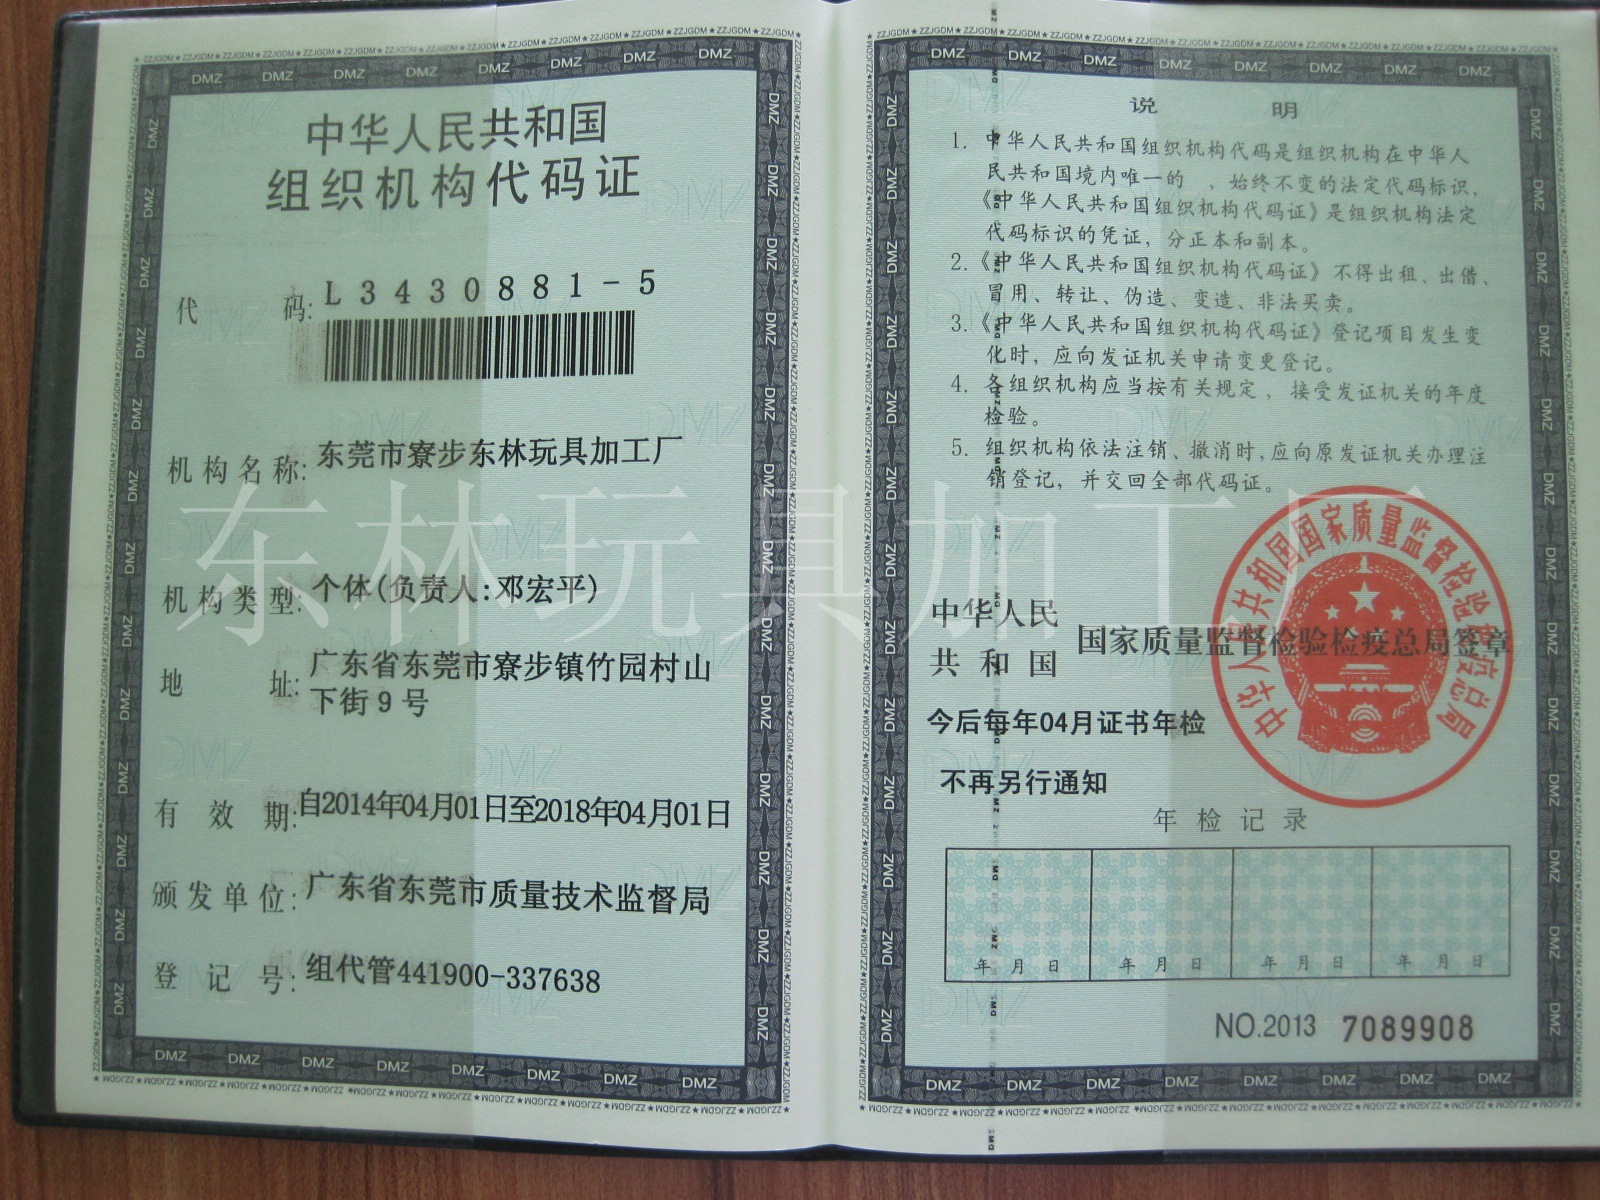 中华人民共和国
组织机构代码证
代 码: L3430881-5
机构名称: 东莞市寮步东林玩具加工厂
机构类型: 个体(负责人:邓宏平)
地 址: 广东省东莞市寮步镇竹园村山
下街9号
有 效 期: 自2014年04月01日至2018年04月01日
颁发单位: 广东省东莞市质量技术监督局
登 记 号: 组代管441900-337638
说 明
1. 中华人民共和国组织机构代码是组织机构在中华人
民共和国境内唯一的 ，始终不变的法定代码标识，
《中华人民共和国组织机构代码证》是组织机构法定
代码标识的凭证，分正本和副本。
2.《中华人民共和国组织机构代码证》不得出租、出借、
冒用、转让、伪造、变造、非法买卖。
3.《中华人民共和国组织机构代码证》登记项目发生变
化时，应向发证机关申请变更登记。
4. 各组织机构应当按有关规定，接受发证机关的年度
检验。
5. 组织机构依法注销、撤消时，应向原发证机关办理注
销登记，并交回全部代码证。
中华人民
共和国 国家质量监督检验检疫总局签章
中华人民共和国国家质量监督检验检疫总局
今后每年04月证书年检
不再另行通知
年检记录
年 月 日 年 月 日 年 月 日 年 月 日
NO.2013 7089908
东林玩具加工厂